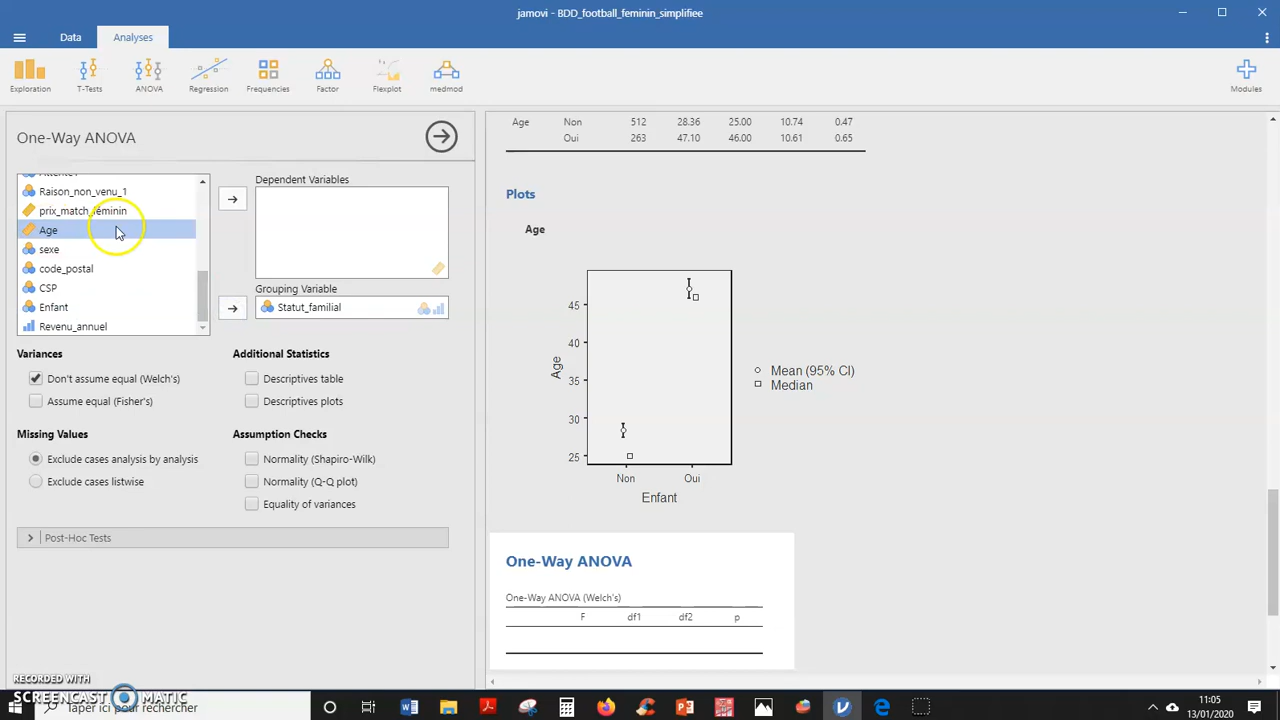 jamovi - BDD_football_feminin_simplifiee
Data
Analyses
Exploration
T-Tests
ANOVA
Regression
Frequencies
Factor
Flexplot
medmod
Modules
One-Way ANOVA
Raison_non_venu_1
prix_match_féminin
Age
sexe
code_postal
CSP
Enfant
Revenu_annuel
Dependent Variables
Grouping Variable
Statut_familial
Variances
Don't assume equal (Welch's)
Assume equal (Fisher's)
Additional Statistics
Descriptives table
Descriptives plots
Missing Values
Exclude cases analysis by analysis
Exclude cases listwise
Assumption Checks
Normality (Shapiro-Wilk)
Normality (Q-Q plot)
Equality of variances
Post-Hoc Tests
Age Non 512 28.36 25.00 10.74 0.47
Oui 263 47.10 46.00 10.61 0.65
Plots
Age
45
40
35
30
25
Age
Non Oui
Enfant
Mean (95% CI)
Median
One-Way ANOVA
One-Way ANOVA (Welch's)
F df1 df2 p
RECORDED WITH
SCREENCAST MATIC
Taper ici pour rechercher
11:05
13/01/2020